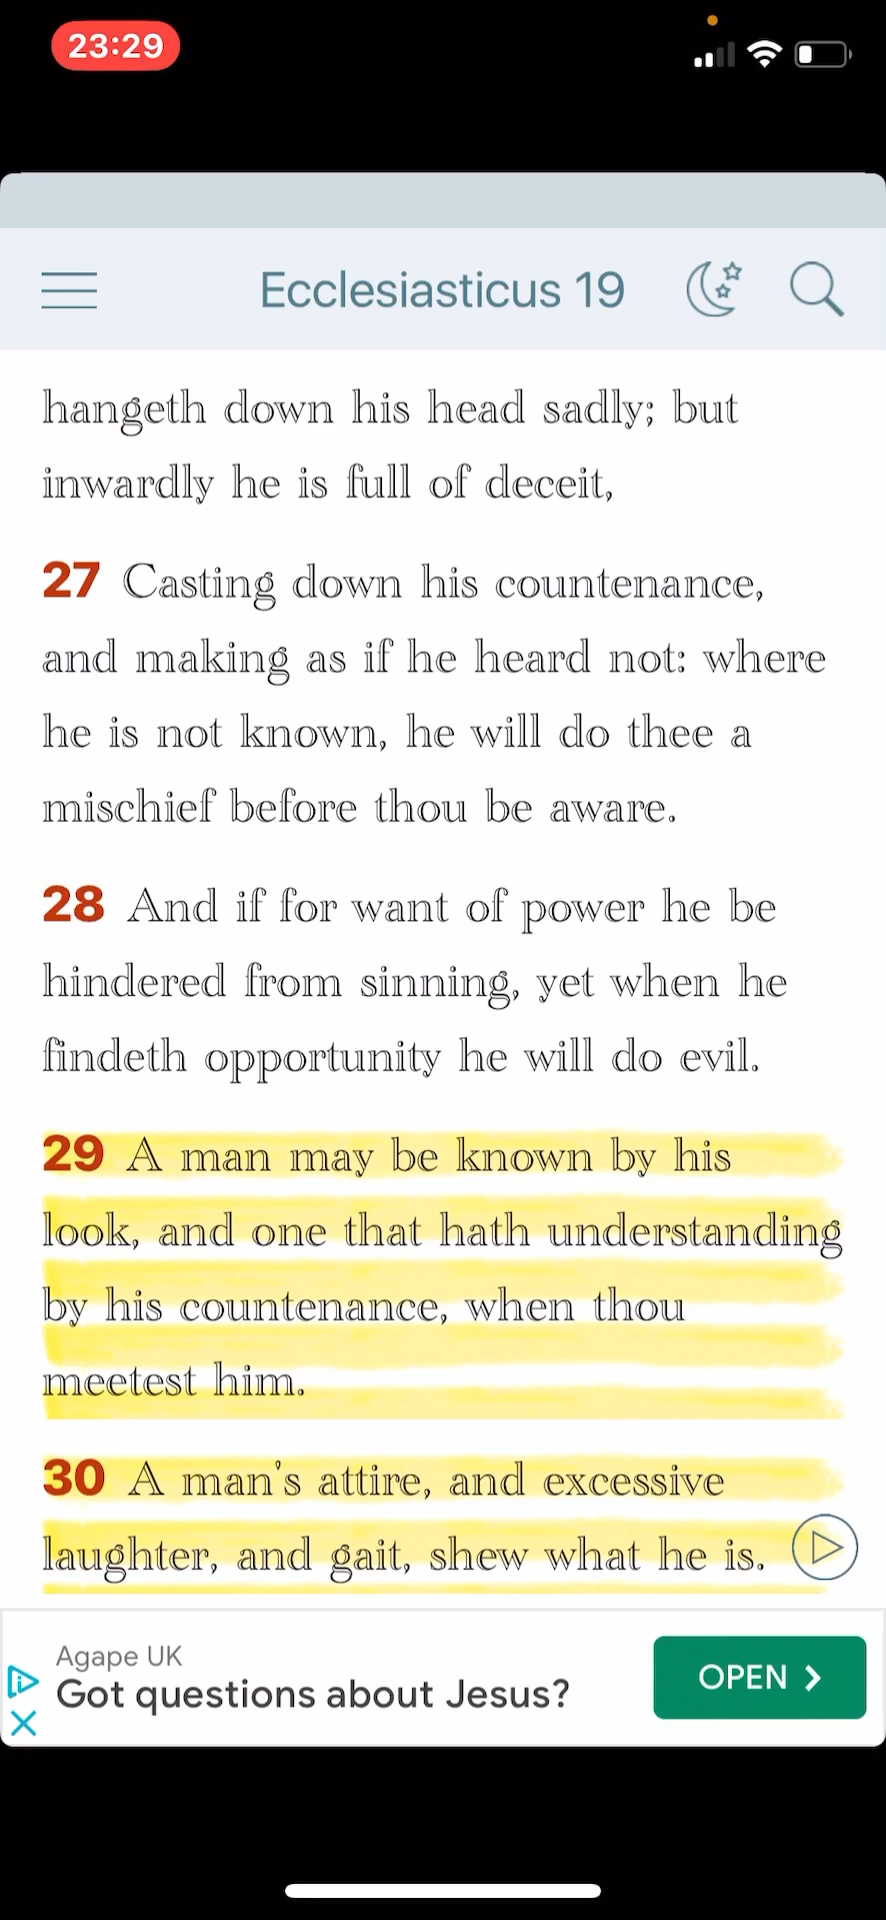 23:29
Ecclesiasticus 19
hangeth down his head sadly; but
inwardly he is full of deceit,
27 Casting down his countenance,
and making as if he heard not: where
he is not known, he will do thee a
mischief before thou be aware.
28 And if for want of power he be
hindered from sinning, yet when he
findeth opportunity he will do evil.
29 A man may be known by his
look, and one that hath understanding
by his countenance, when thou
meetest him.
30 A man's attire, and excessive
laughter, and gait, shew what he is.
Agape UK
Got questions about Jesus?
OPEN